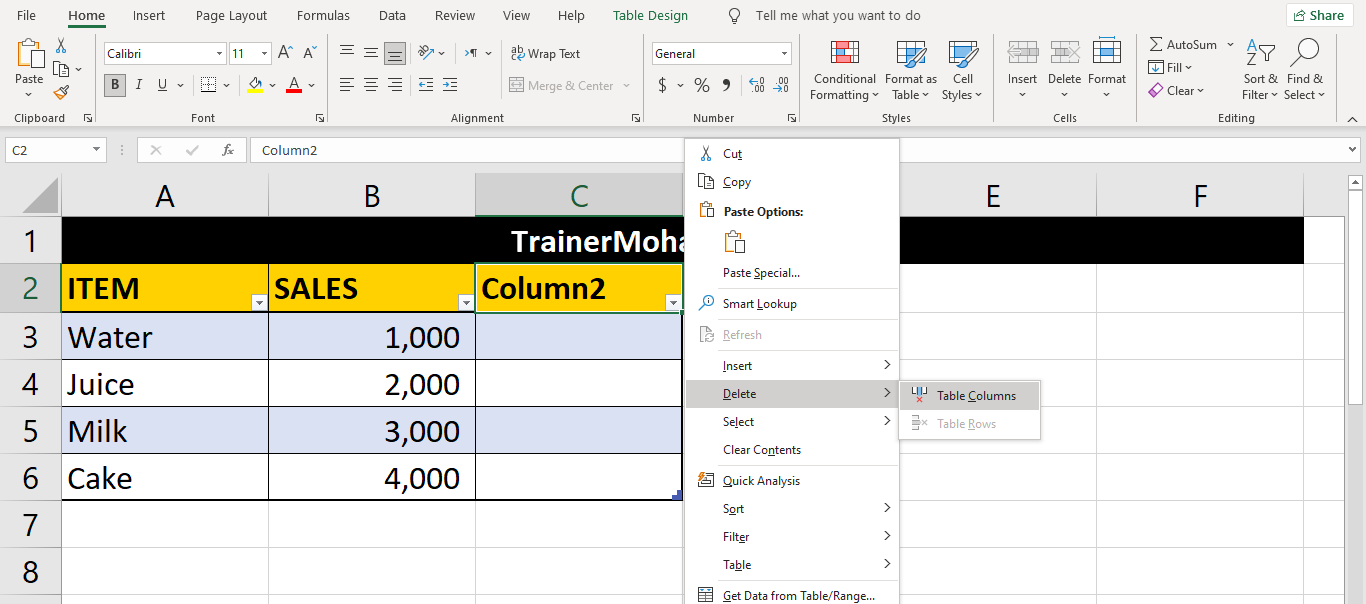 File Home Insert Page Layout Formulas Data Review View Help Table Design Tell me what you want to do Share
Calibri 11 Wrap Text General AutoSum
Paste Conditional Format as Cell Insert Delete Format Fill Sort & Find &
B I U Merge & Center $ % Formatting Table Styles Clear Filter Select
Clipboard Font Alignment Number Styles Cells Editing
C2 fx Column2
A B C E F
1 TrainerMoha
2 ITEM SALES Column2
3 Water 1,000
4 Juice 2,000
5 Milk 3,000
6 Cake 4,000
7
8
Cut
Copy
Paste Options:
Paste Special...
Smart Lookup
Refresh
Insert
Delete
Select
Clear Contents
Quick Analysis
Sort
Filter
Table
Get Data from Table/Range...
Table Columns
Table Rows